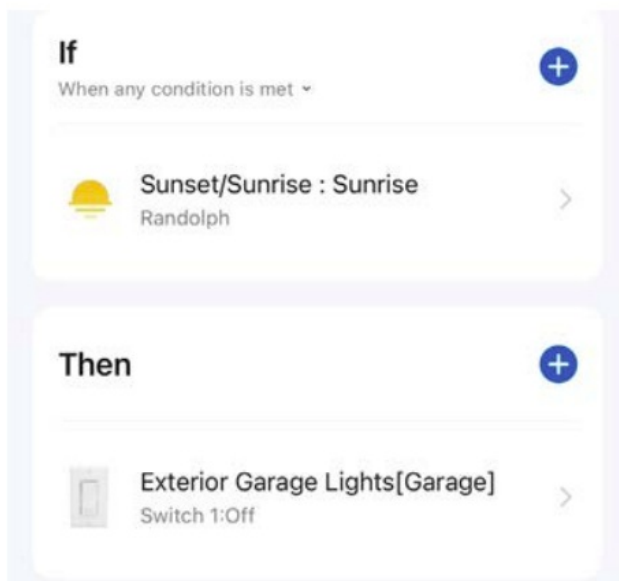 If
When any condition is met
Sunset/Sunrise : Sunrise
Randolph
Then
Exterior Garage Lights[Garage]
Switch 1:Off